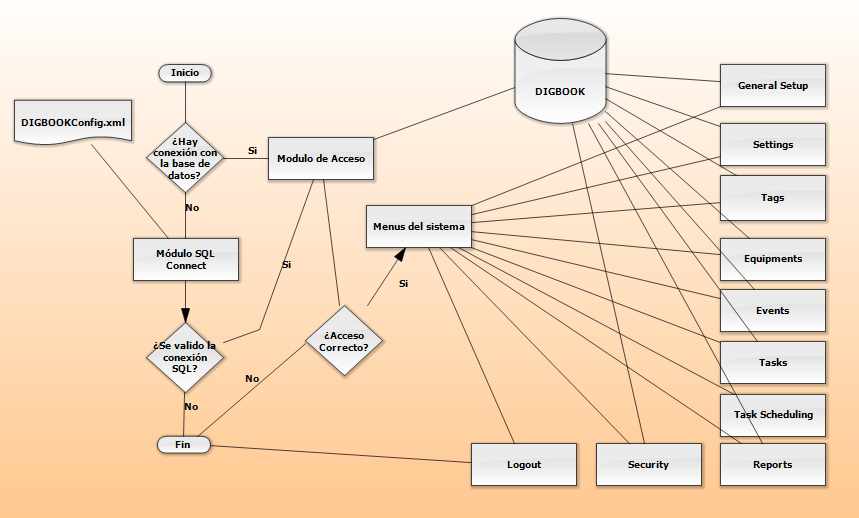 Inicio
DIGBOOK
General Setup
DIGBOOKConfig.xml
¿Hay
conexión con
la base de
datos?
Si
Modulo de Acceso
Settings
Tags
No
Menus del sistema
Módulo SQL
Connect
Si
Si
Equipments
Events
¿Se valido la
conexión
SQL?
¿Acceso
Correcto?
Tasks
No
No
Task Scheduling
Fin
Logout
Security
Reports